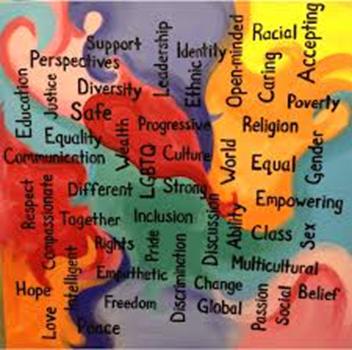 Support
Perspectives
Leadership
Identity
Ethnic
Open-minded
Racial
Caring
Accepting
Education
Justice
Diversity
Safe
Poverty
Equality
Wealth
Progressive
Religion
Communication
LGBTQ
Culture
World
Equal
Gender
Respect
Compassionate
Different
Strong
Empowering
Together
Inclusion
Discussion
Ability
Class
Sex
Rights
Pride
Intelligent
Empathetic
Discrimination
Multicultural
Hope
Change
Freedom
Global
Passion
Social
Belief
Love
Peace